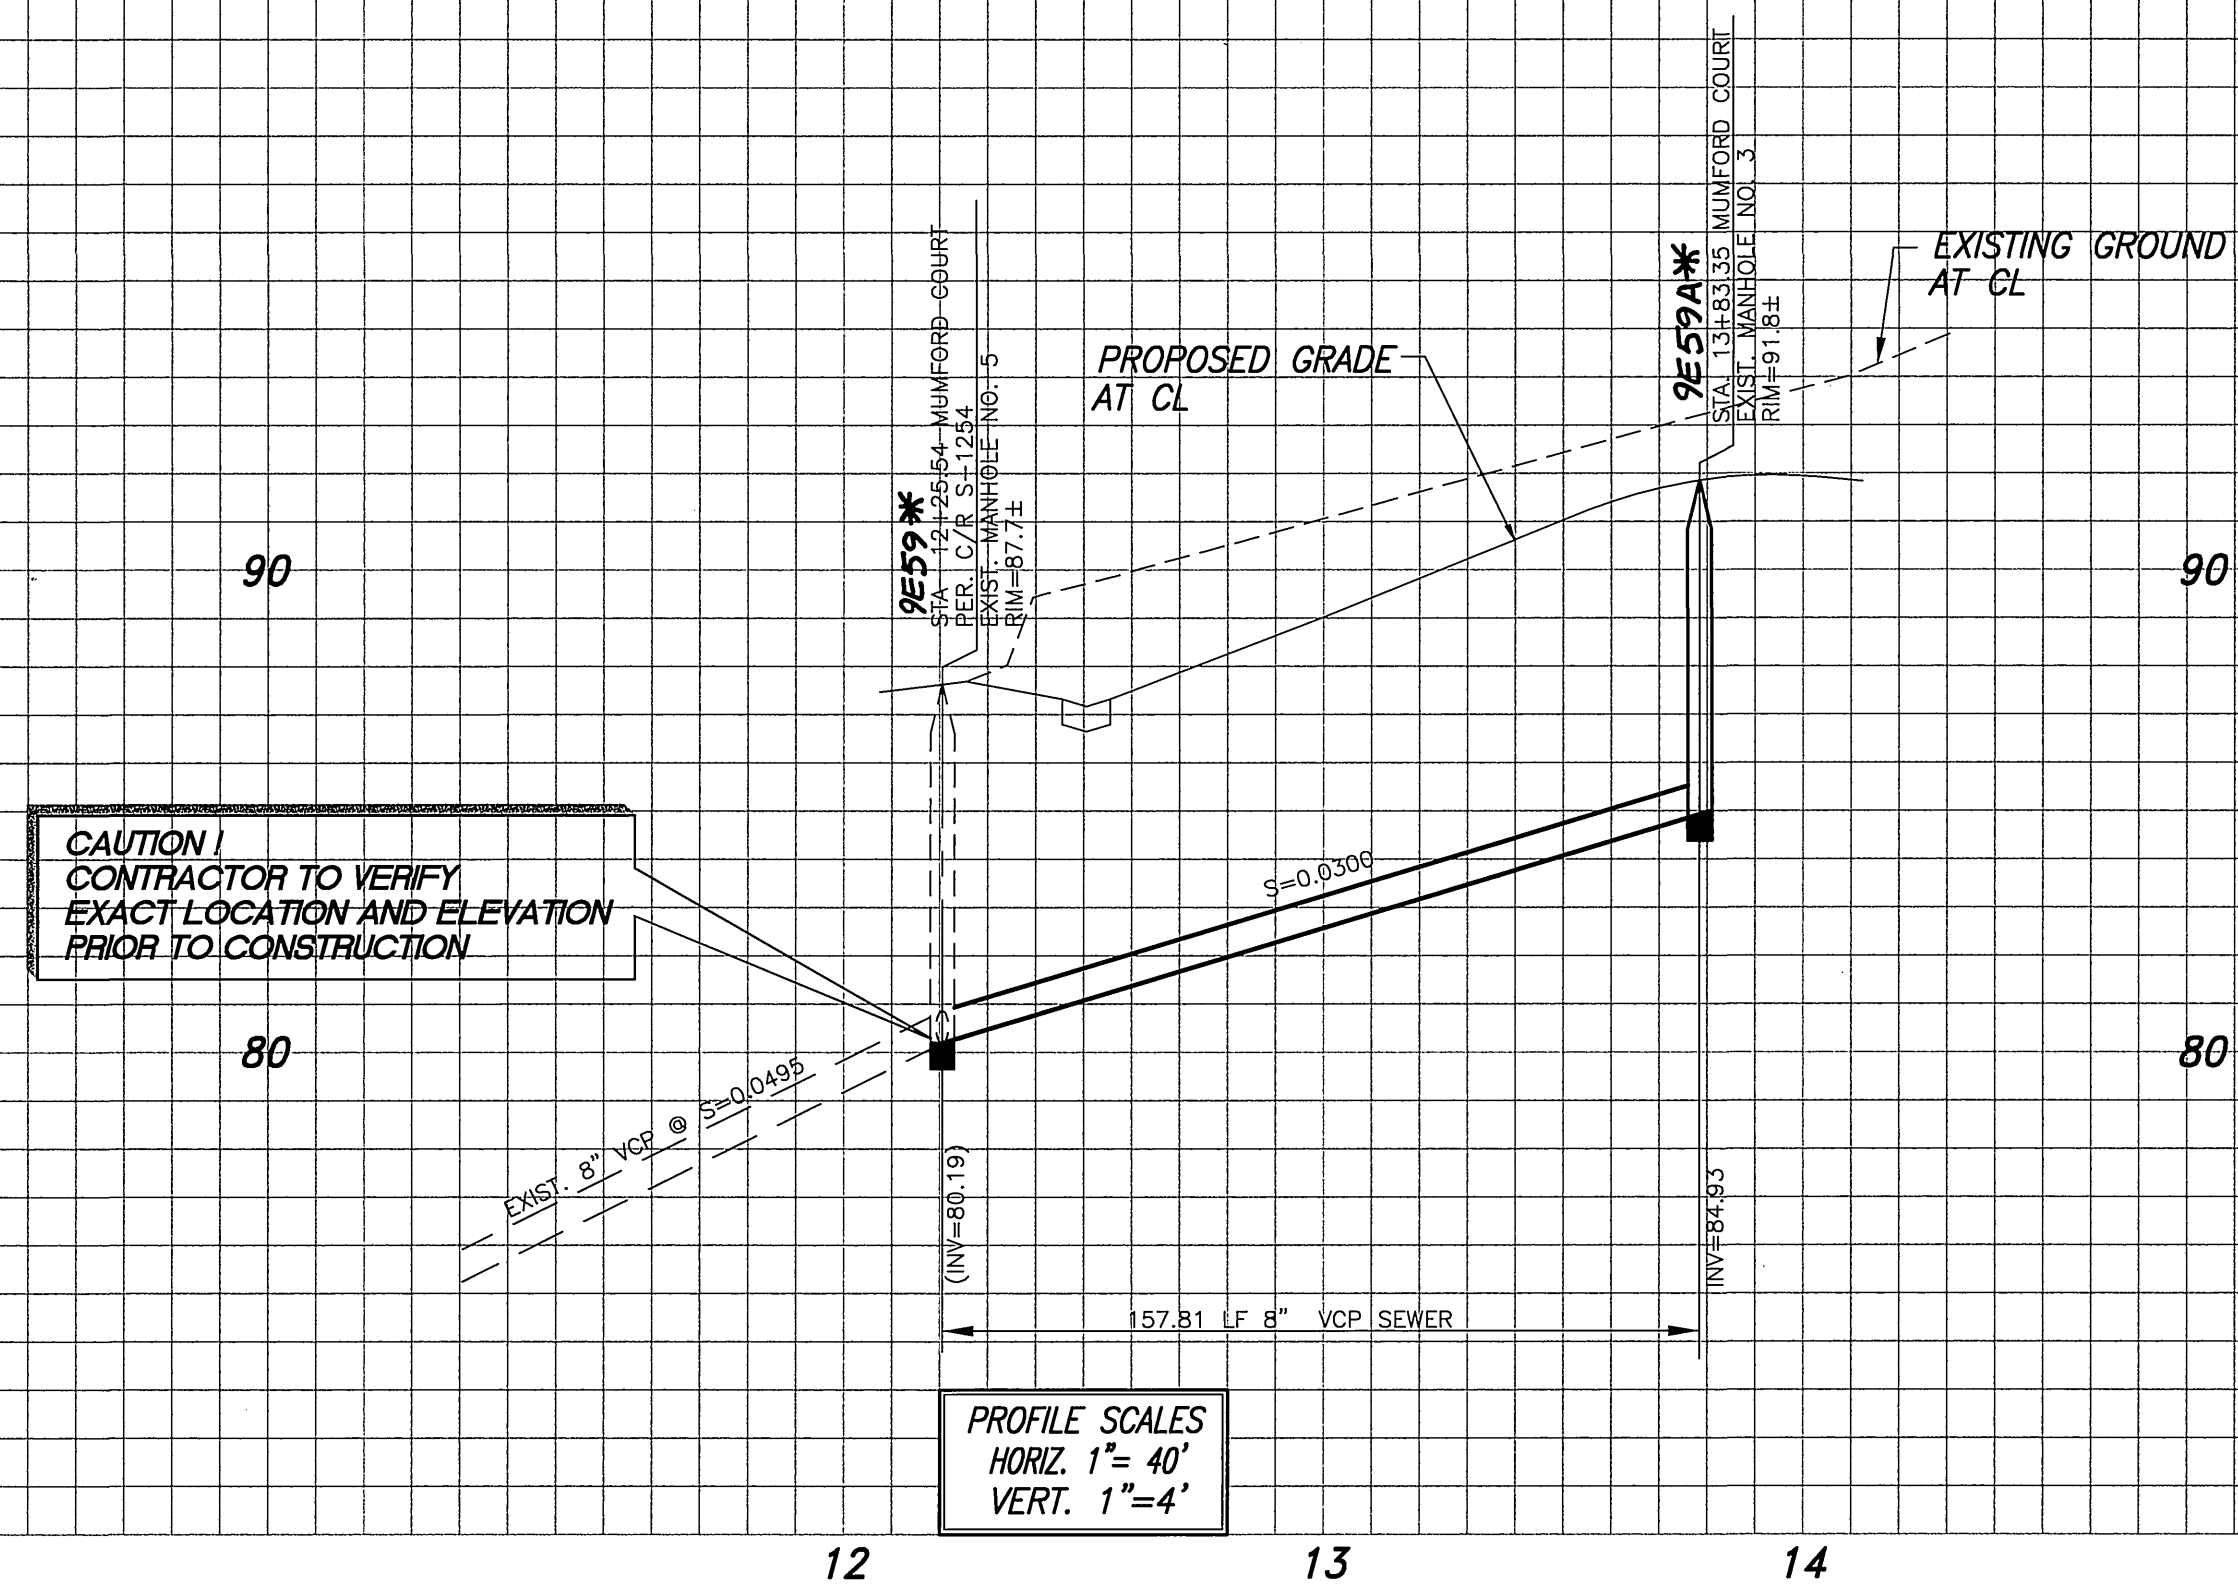 STA. 13+83.35 MUMFORD COURT
EXIST. MANHOLE NO. 3
RIM=91.8±
9E59A*
EXISTING GROUND
AT CL
PROPOSED GRADE
AT CL
9E59*
STA 12+25.54 MUMFORD COURT
PER. C/R S-1254
EXIST. MANHOLE NO. 5
RIM=87.7±
90
90
CAUTION !
CONTRACTOR TO VERIFY
EXACT LOCATION AND ELEVATION
PRIOR TO CONSTRUCTION
S=0.0300
80
80
EXIST. 8" VCP @ S=0.0495
(INV=80.19)
INV=84.93
157.81 LF 8" VCP SEWER
PROFILE SCALES
HORIZ. 1"= 40'
VERT. 1"=4'
12
13
14